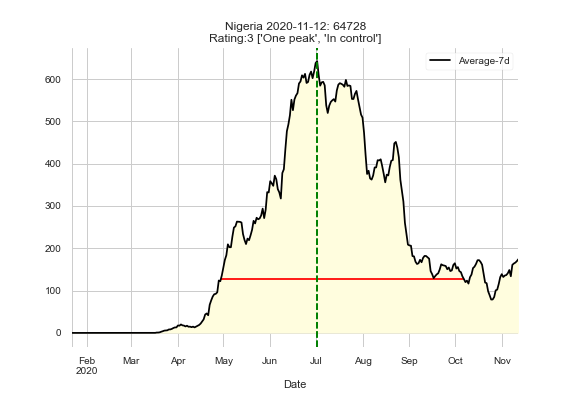 Nigeria 2020-11-12: 64728
Rating:3 ['One peak', 'In control']
Average-7d
600
500
400
300
200
100
0
Feb Mar Apr May Jun Jul Aug Sep Oct Nov
2020
Date